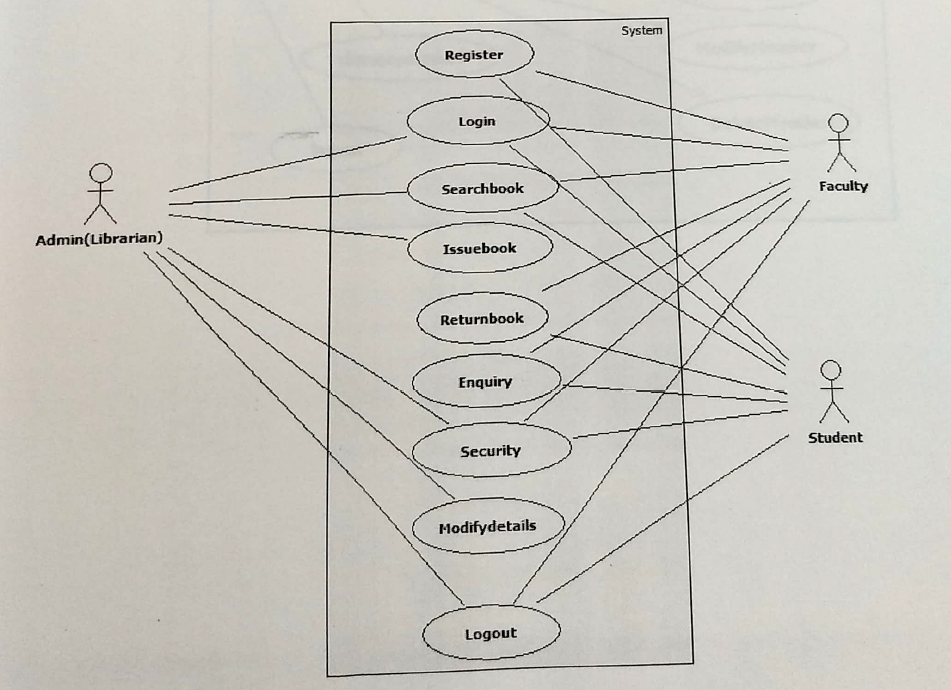 System
Register
Login
Searchbook
Issuebook
Returnbook
Enquiry
Security
Modifydetails
Logout
Admin(Librarian)
Faculty
Student